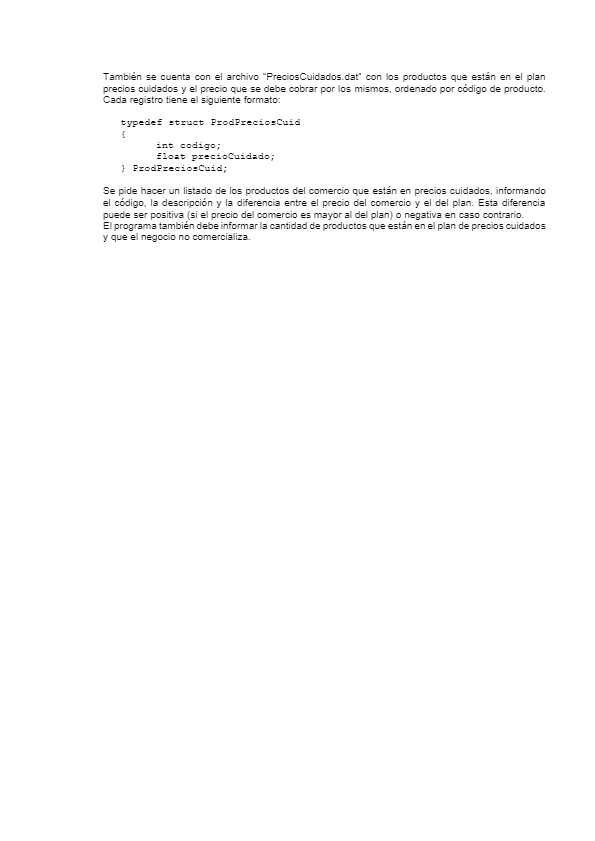 También se cuenta con el archivo "PreciosCuidados.dat" con los productos que están en el plan
precios cuidados y el precio que se debe cobrar por los mismos, ordenado por código de producto.
Cada registro tiene el siguiente formato:
typedef struct ProdPreciosCuid
{
int codigo;
float precioCuidado;
} ProdPreciosCuid;
Se pide hacer un listado de los productos del comercio que están en precios cuidados, informando
el código, la descripción y la diferencia entre el precio del comercio y el del plan. Esta diferencia
puede ser positiva (si el precio del comercio es mayor al del plan) o negativa en caso contrario.
El programa también debe informar la cantidad de productos que están en el plan de precios cuidados
y que el negocio no comercializa.